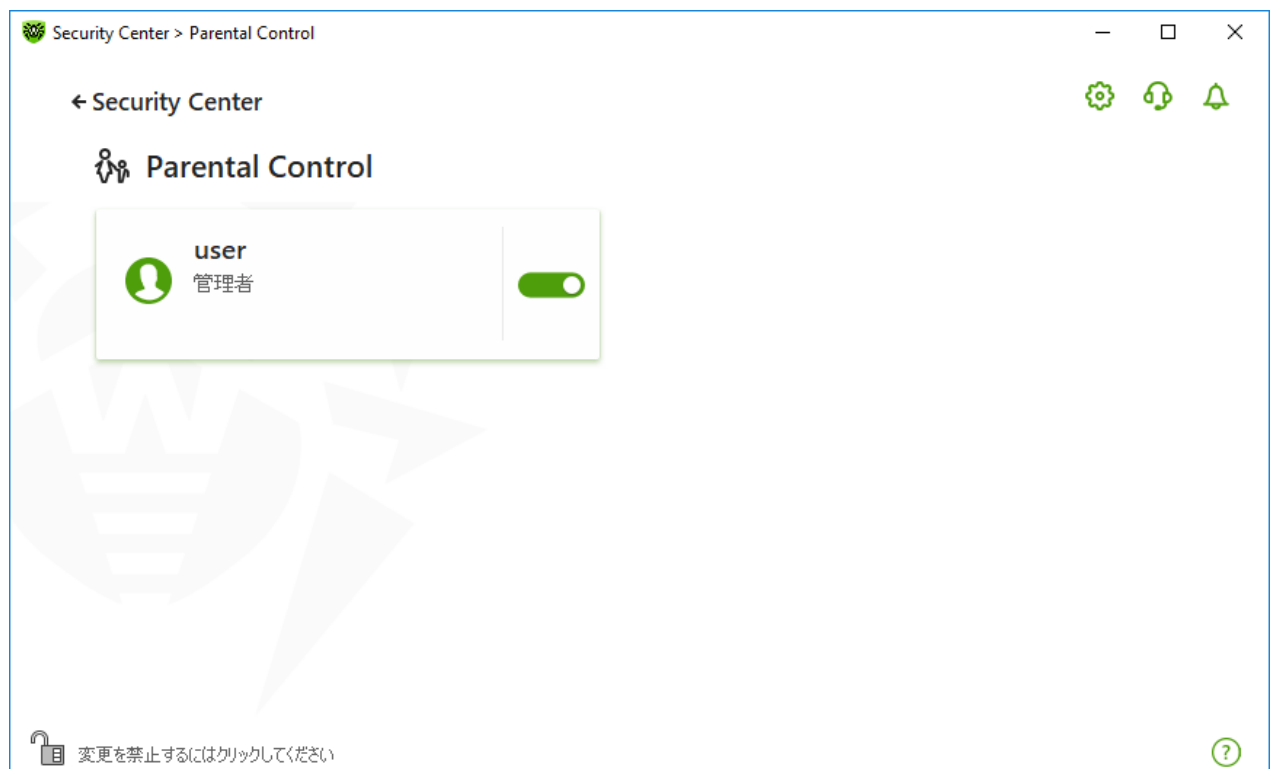 Security Center > Parental Control
Security Center
Parental Control
user
管理者
変更を禁止するにはクリックしてください